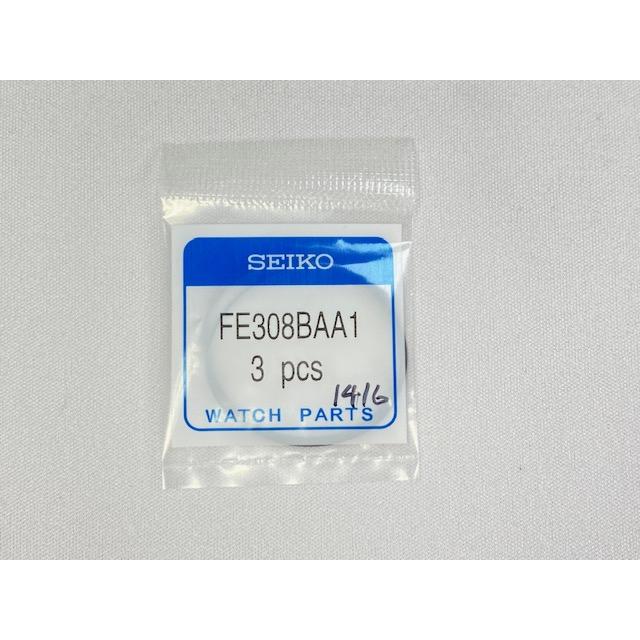 SEIKO
FE308BAA1
3 pcs
1416
WATCH PARTS